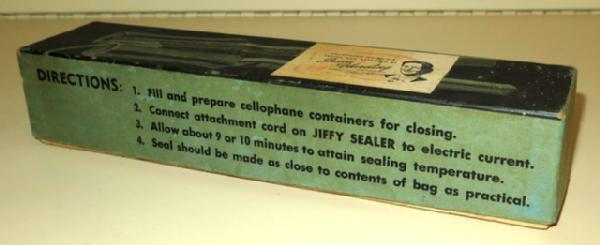 DIRECTIONS:
1. Fill and prepare cellophane containers for closing.
2. Connect attachment cord on JIFFY SEALER to electric current.
3. Allow about 9 or 10 minutes to attain sealing temperature.
4. Seal should be made as close to contents of bag as practical.